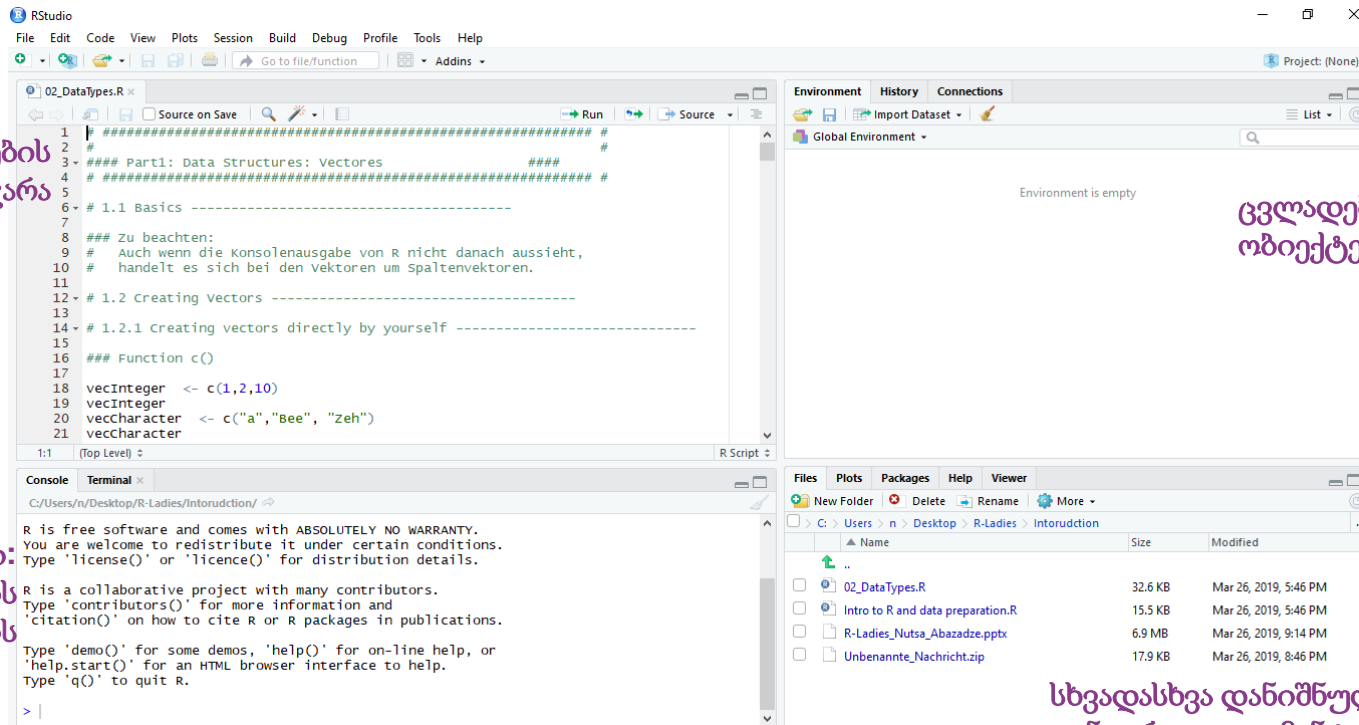 RStudio
File Edit Code View Plots Session Build Debug Profile Tools Help
Go to file/function Addins Project: (None)
02_DataTypes.R
Source on Save Run Source
1 # ############################################################# #
2 # #
3 #### Part1: Data Structures: Vectores ####
4 # ############################################################# #
5
6 # 1.1 Basics ----------------------------------------
7
8 ### Zu beachten:
9 # Auch wenn die Konsolenausgabe von R nicht danach aussieht,
10 # handelt es sich bei den Vektoren um Spaltenvektoren.
11
12 # 1.2 Creating Vectors --------------------------------------
13
14 # 1.2.1 Creating vectors directly by yourself ------------------------------
15
16 ### Function c()
17
18 vecInteger <- c(1,2,10)
19 vecInteger
20 vecCharacter <- c("a","Bee", "Zeh")
21 vecCharacter
1:1 (Top Level) R Script
Console Terminal
C:/Users/n/Desktop/R-Ladies/Intorudction/
R is free software and comes with ABSOLUTELY NO WARRANTY.
You are welcome to redistribute it under certain conditions.
Type 'license()' or 'licence()' for distribution details.
R is a collaborative project with many contributors.
Type 'contributors()' for more information and
'citation()' on how to cite R or R packages in publications.
Type 'demo()' for some demos, 'help()' for on-line help, or
'help.start()' for an HTML browser interface to help.
Type 'q()' to quit R.
>
Environment History Connections
Import Dataset List
Global Environment
Environment is empty
Files Plots Packages Help Viewer
New Folder Delete Rename More
C: > Users > n > Desktop > R-Ladies > Intorudction
Name Size Modified
..
02_DataTypes.R 32.6 KB Mar 26, 2019, 5:46 PM
Intro to R and data preparation.R 15.5 KB Mar 26, 2019, 5:46 PM
R-Ladies_Nutsa_Abazadze.pptx 6.9 MB Mar 26, 2019, 9:14 PM
Unbenannte_Nachricht.zip 17.9 KB Mar 26, 2019, 8:46 PM
სხვადასხვა